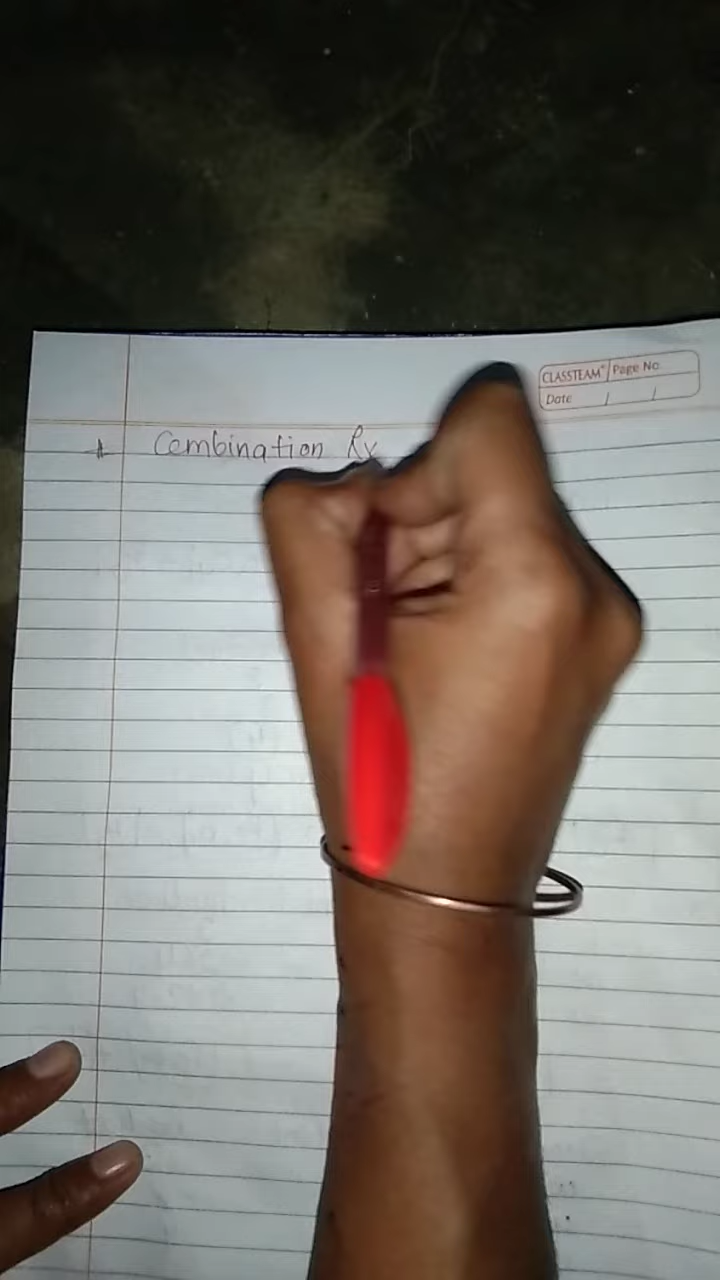 CLASSTEAM® Page No.
Date / /
* Combination Rx